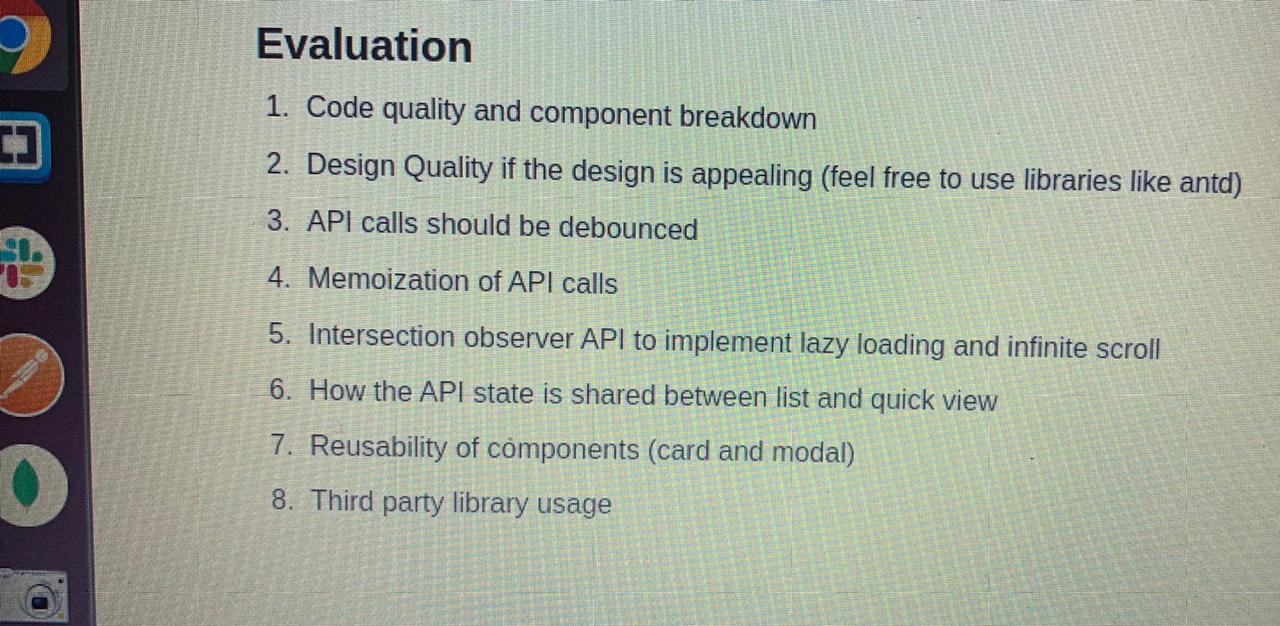 Evaluation
1. Code quality and component breakdown
2. Design Quality if the design is appealing (feel free to use libraries like antd)
3. API calls should be debounced
4. Memoization of API calls
5. Intersection observer API to implement lazy loading and infinite scroll
6. How the API state is shared between list and quick view
7. Reusability of components (card and modal)
8. Third party library usage